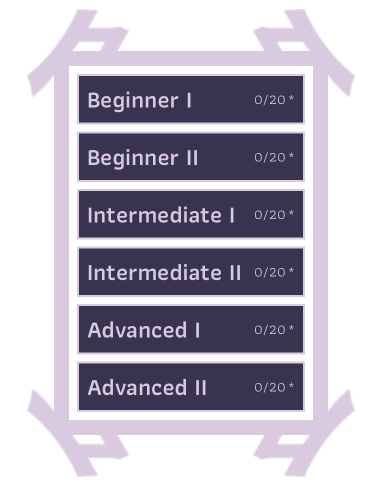 Beginner I 0/20 *
Beginner II 0/20 *
Intermediate I 0/20 *
Intermediate II 0/20 *
Advanced I 0/20 *
Advanced II 0/20 *